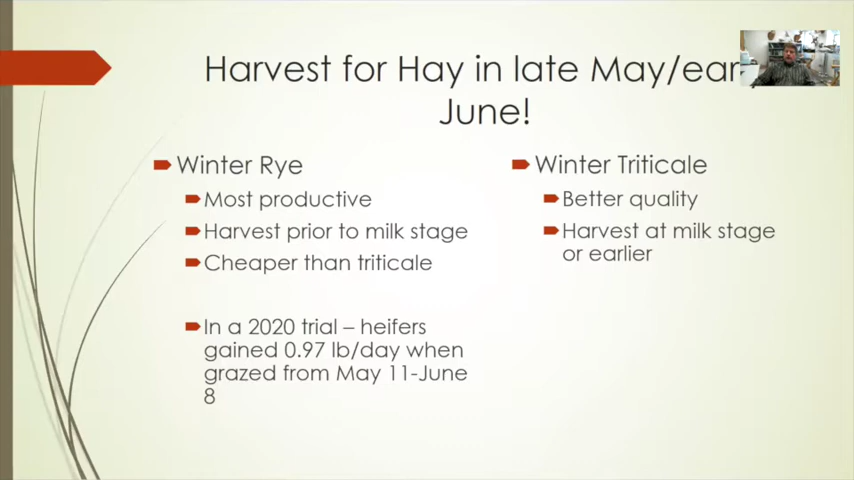 Harvest for Hay in late May/ear
June!
Winter Rye
Most productive
Harvest prior to milk stage
Cheaper than triticale
In a 2020 trial – heifers
gained 0.97 lb/day when
grazed from May 11-June
8
Winter Triticale
Better quality
Harvest at milk stage
or earlier